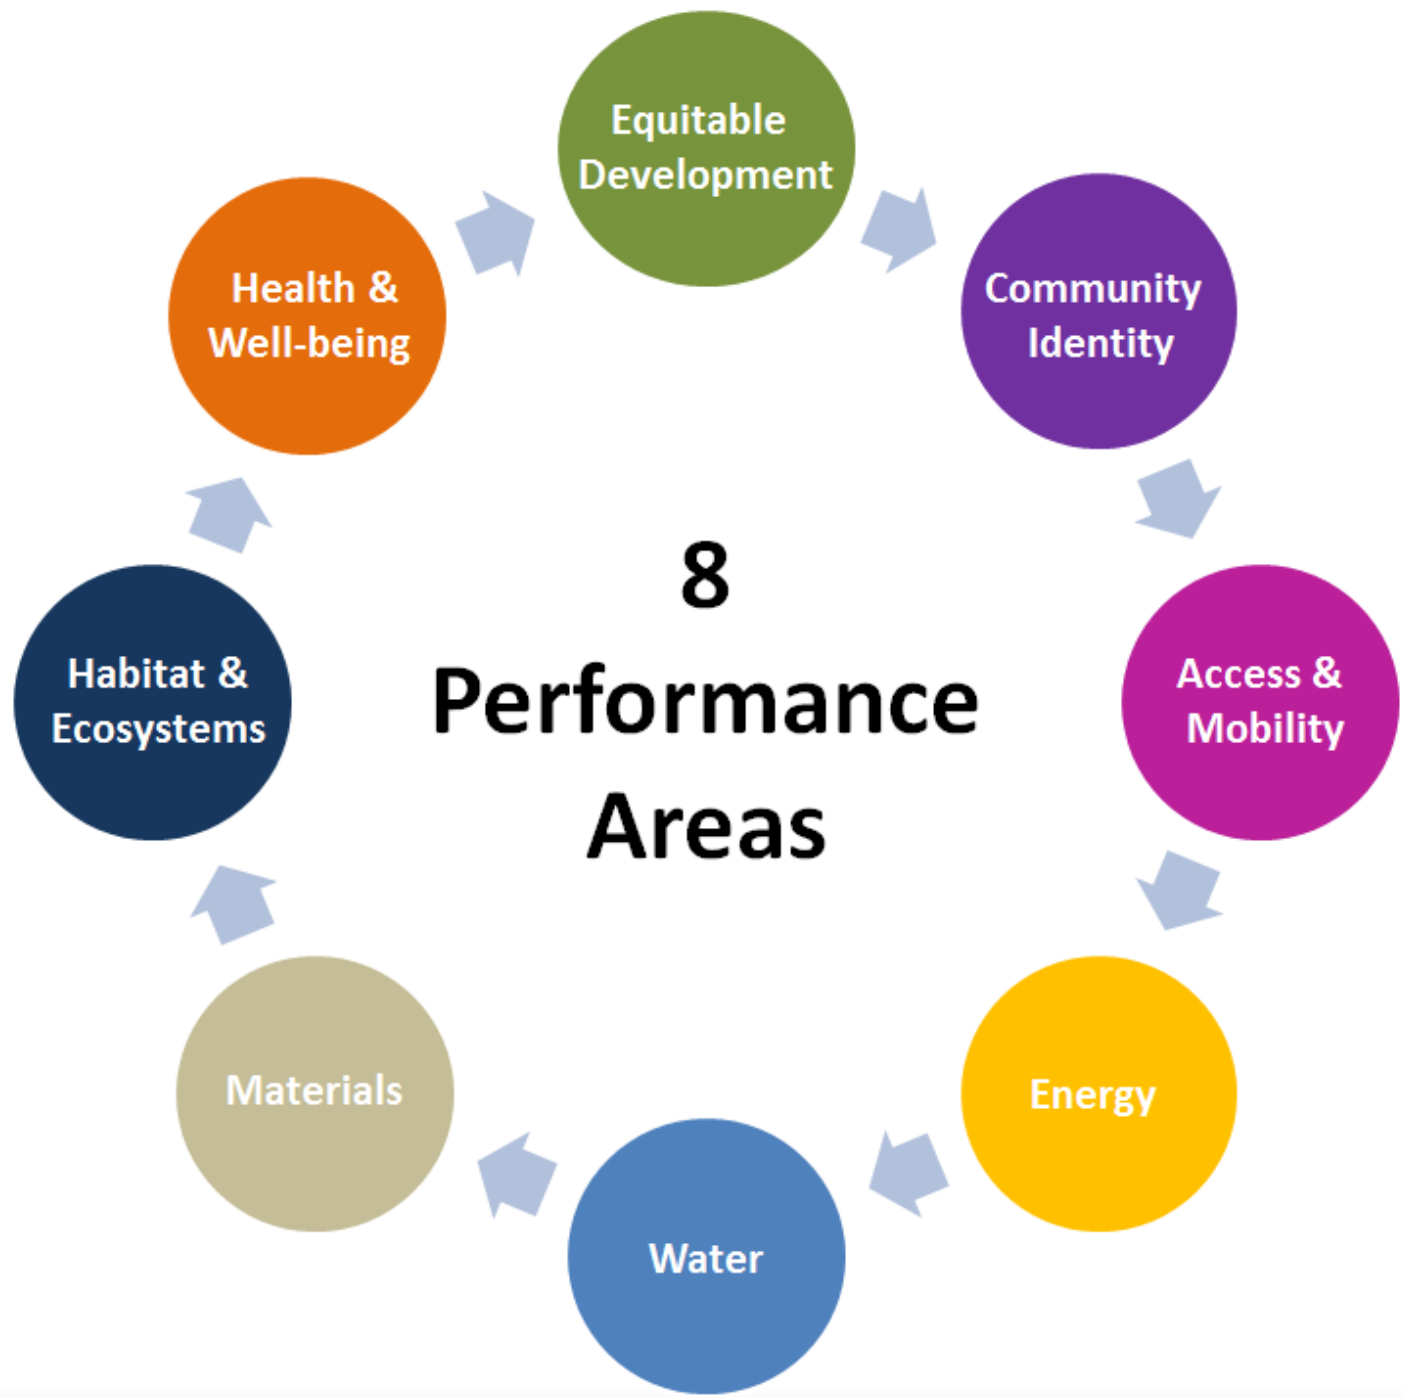 Equitable
Development
Community
Identity
Access &
Mobility
Energy
Water
Materials
Habitat &
Ecosystems
Health &
Well-being
8
Performance
Areas